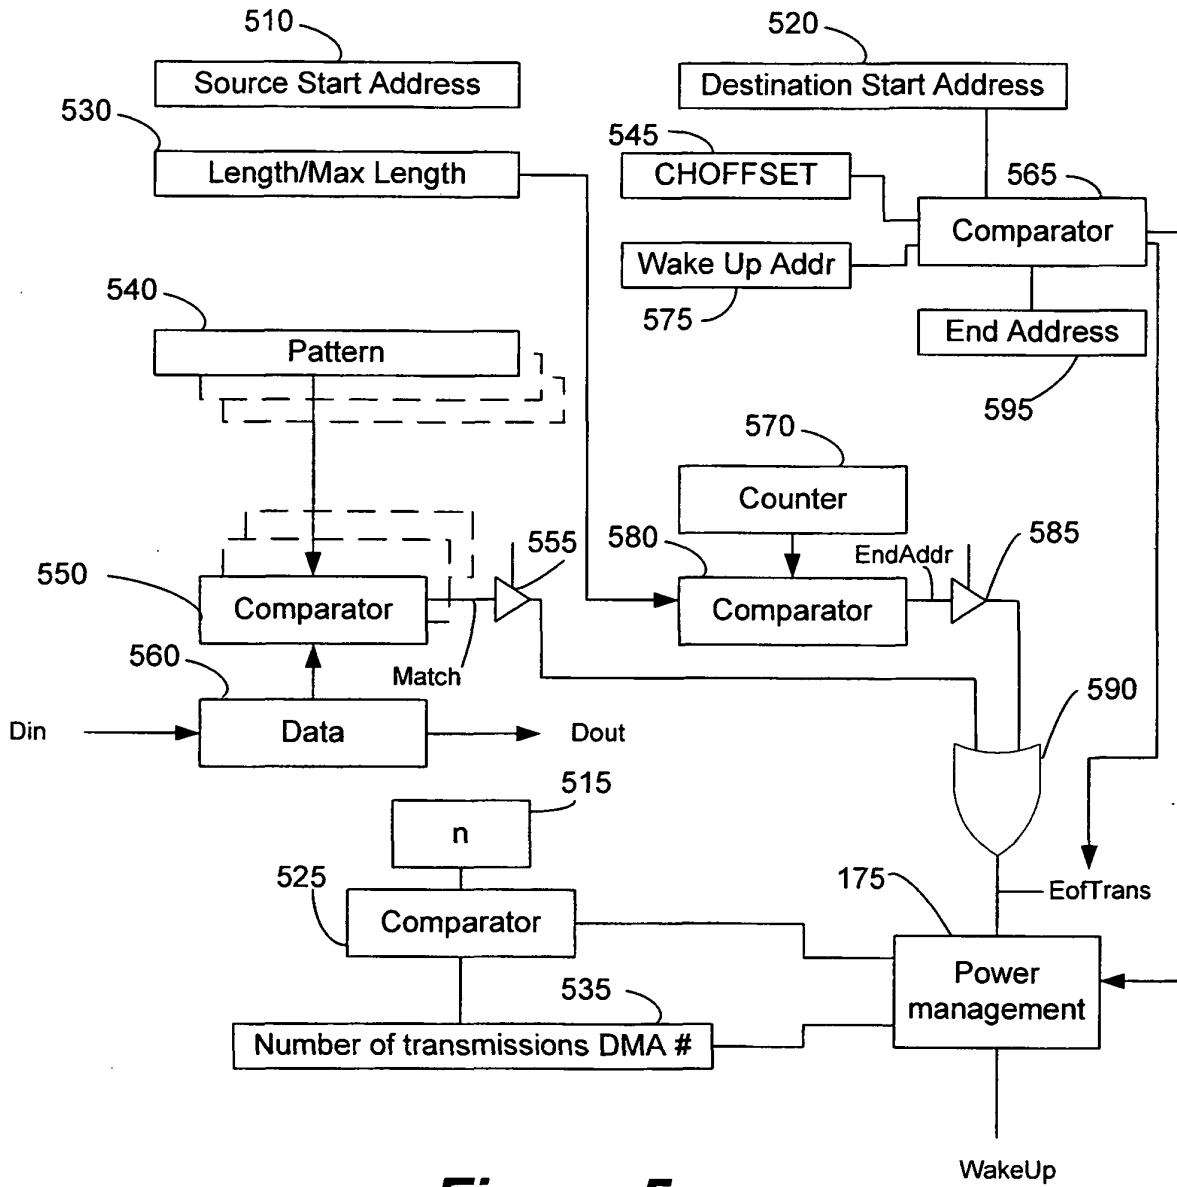 510
Source Start Address
520
Destination Start Address
530
Length/Max Length
545
CHOFFSET
565
Comparator
Wake Up Addr
575
End Address
595
540
Pattern
570
Counter
555
580
EndAddr
585
550
Comparator
Comparator
560
Match
590
Din
Data
Dout
515
n
525
Comparator
175
EofTrans
Power
management
535
Number of transmissions DMA #
WakeUp